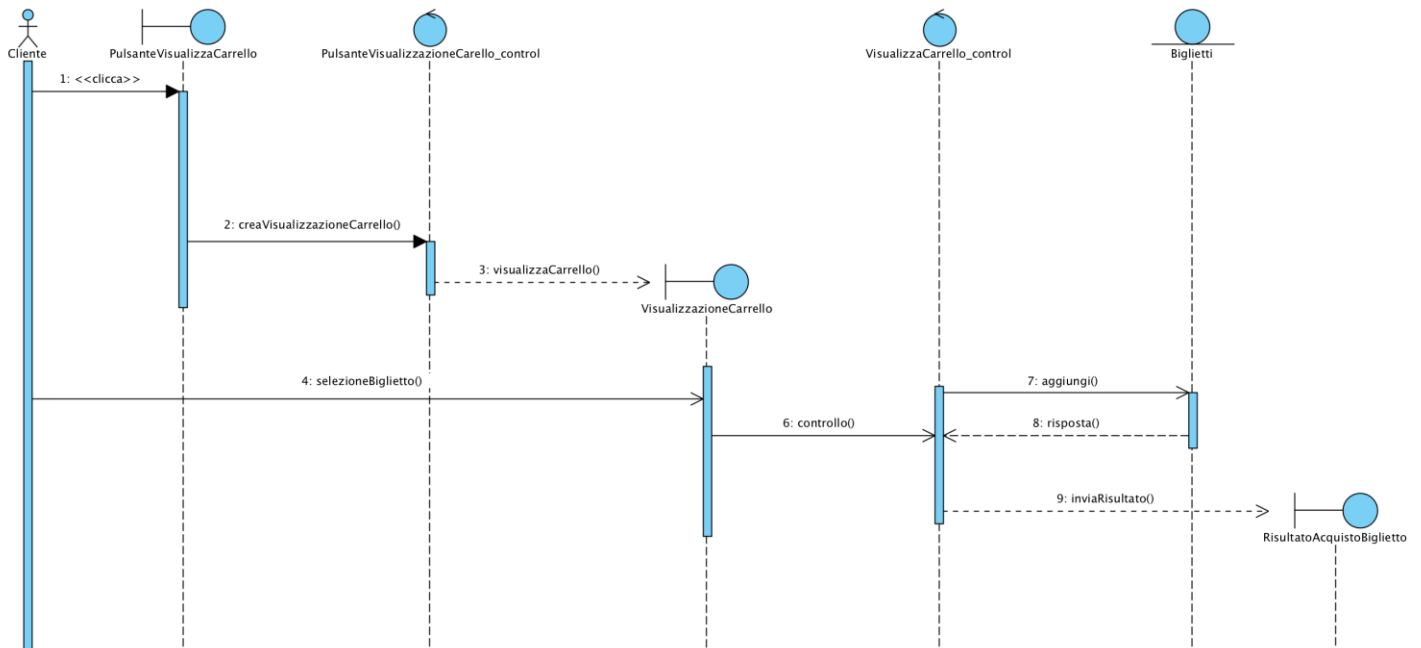 Cliente
PulsanteVisualizzaCarrello
PulsanteVisualizzazioneCarello_control
VisualizzaCarrello_control
Biglietti
1: <<clicca>>
2: creaVisualizzazioneCarrello()
3: visualizzaCarrello()
VisualizzazioneCarrello
4: selezioneBiglietto()
7: aggiungi()
6: controllo()
8: risposta()
9: inviaRisultato()
RisultatoAcquistoBiglietto